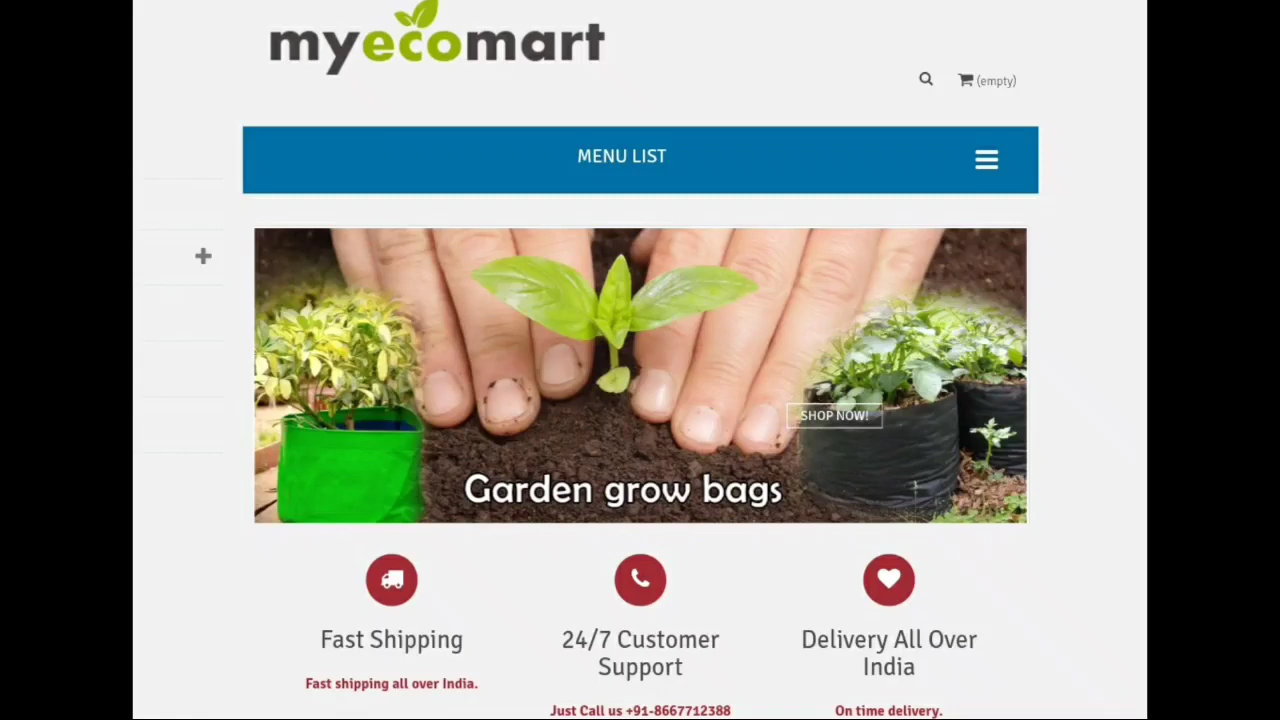 myecomart
(empty)
MENU LIST
SHOP NOW!
Garden grow bags
Fast Shipping
Fast shipping all over India.
24/7 Customer
Support
Just Call us +91-8667712388
Delivery All Over
India
On time delivery.